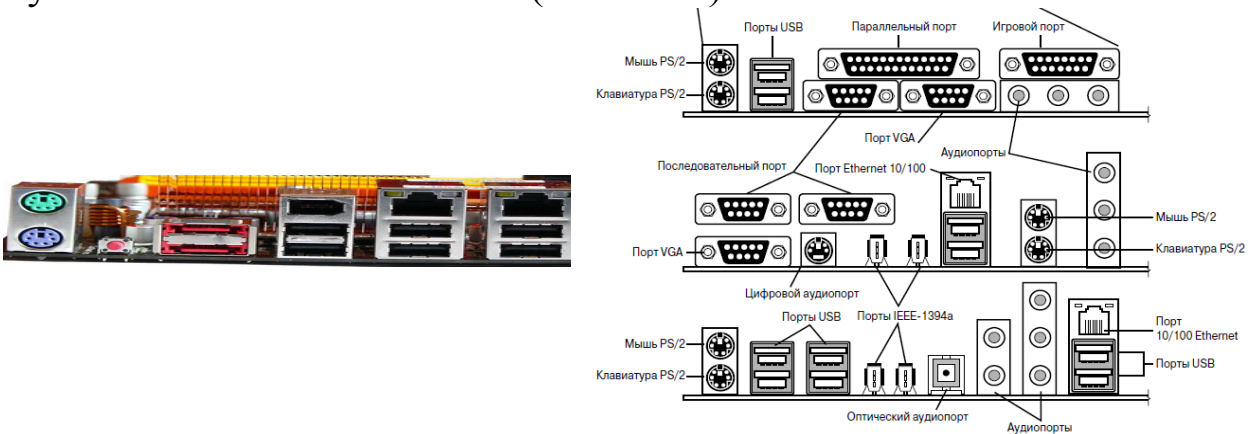 Порты USB
Параллельный порт
Игровой порт
Мышь PS/2
Клавиатура PS/2
Порт VGA
Аудиопорты
Последовательный порт
Порт Ethernet 10/100
Мышь PS/2
Клавиатура PS/2
Порт VGA
Цифровой аудиопорт
Порты USB
Порты IEEE-1394a
Мышь PS/2
Клавиатура PS/2
Порт
10/100 Ethernet
Порты USB
Оптический аудиопорт
Аудиопорты